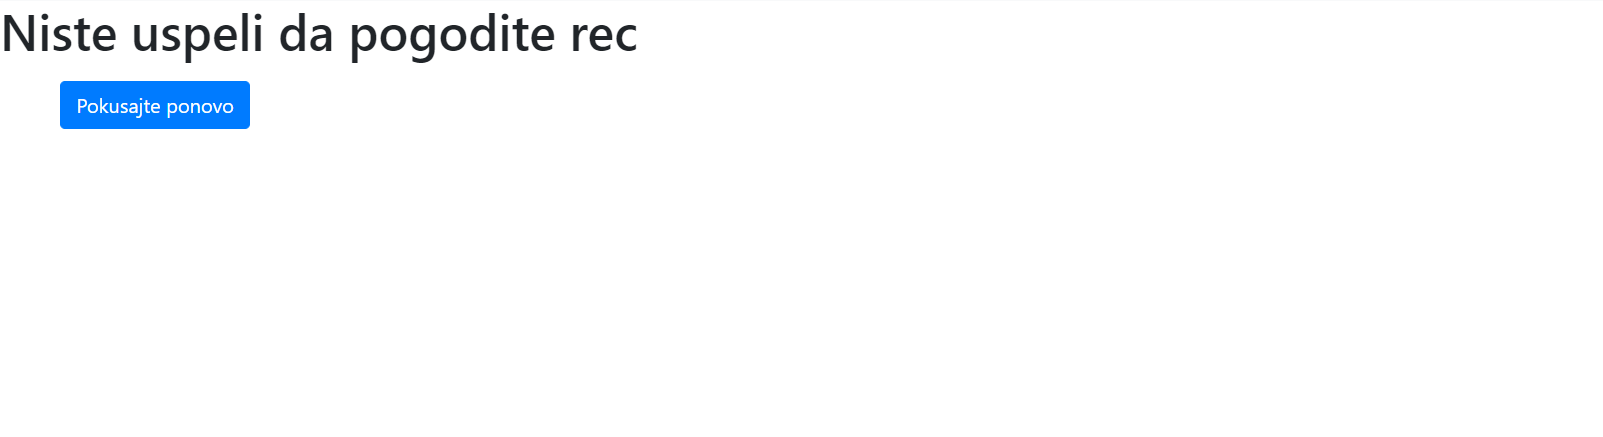 Niste uspeli da pogodite rec
Pokusajte ponovo